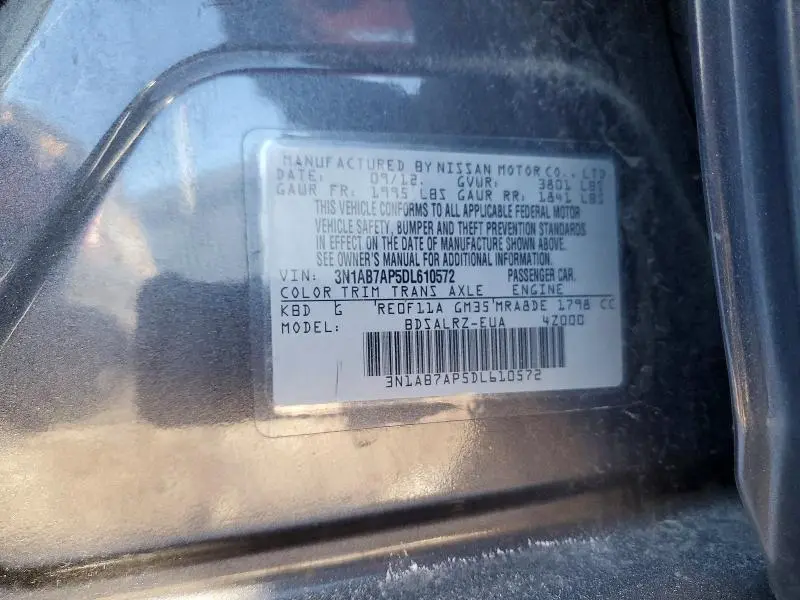 MANUFACTURED BY NISSAN MOTOR CO., LTD
DATE: 09/12. GVWR: 3801 LBS
GAWR FR: 1995 LBS GAWR RR: 1841 LBS
THIS VEHICLE CONFORMS TO ALL APPLICABLE FEDERAL MOTOR
VEHICLE SAFETY, BUMPER AND THEFT PREVENTION STANDARDS
IN EFFECT ON THE DATE OF MANUFACTURE SHOWN ABOVE.
SEE OWNER'S MANUAL FOR ADDITIONAL INFORMATION.
VIN: 3N1AB7AP5DL610572 PASSENGER CAR.
COLOR TRIM TRANS AXLE ENGINE
KBD G RE0F11A GM35 MRA8DE 1798 CC
MODEL: BDSALRZ-EUA 4Z000
3N1AB7AP5DL610572